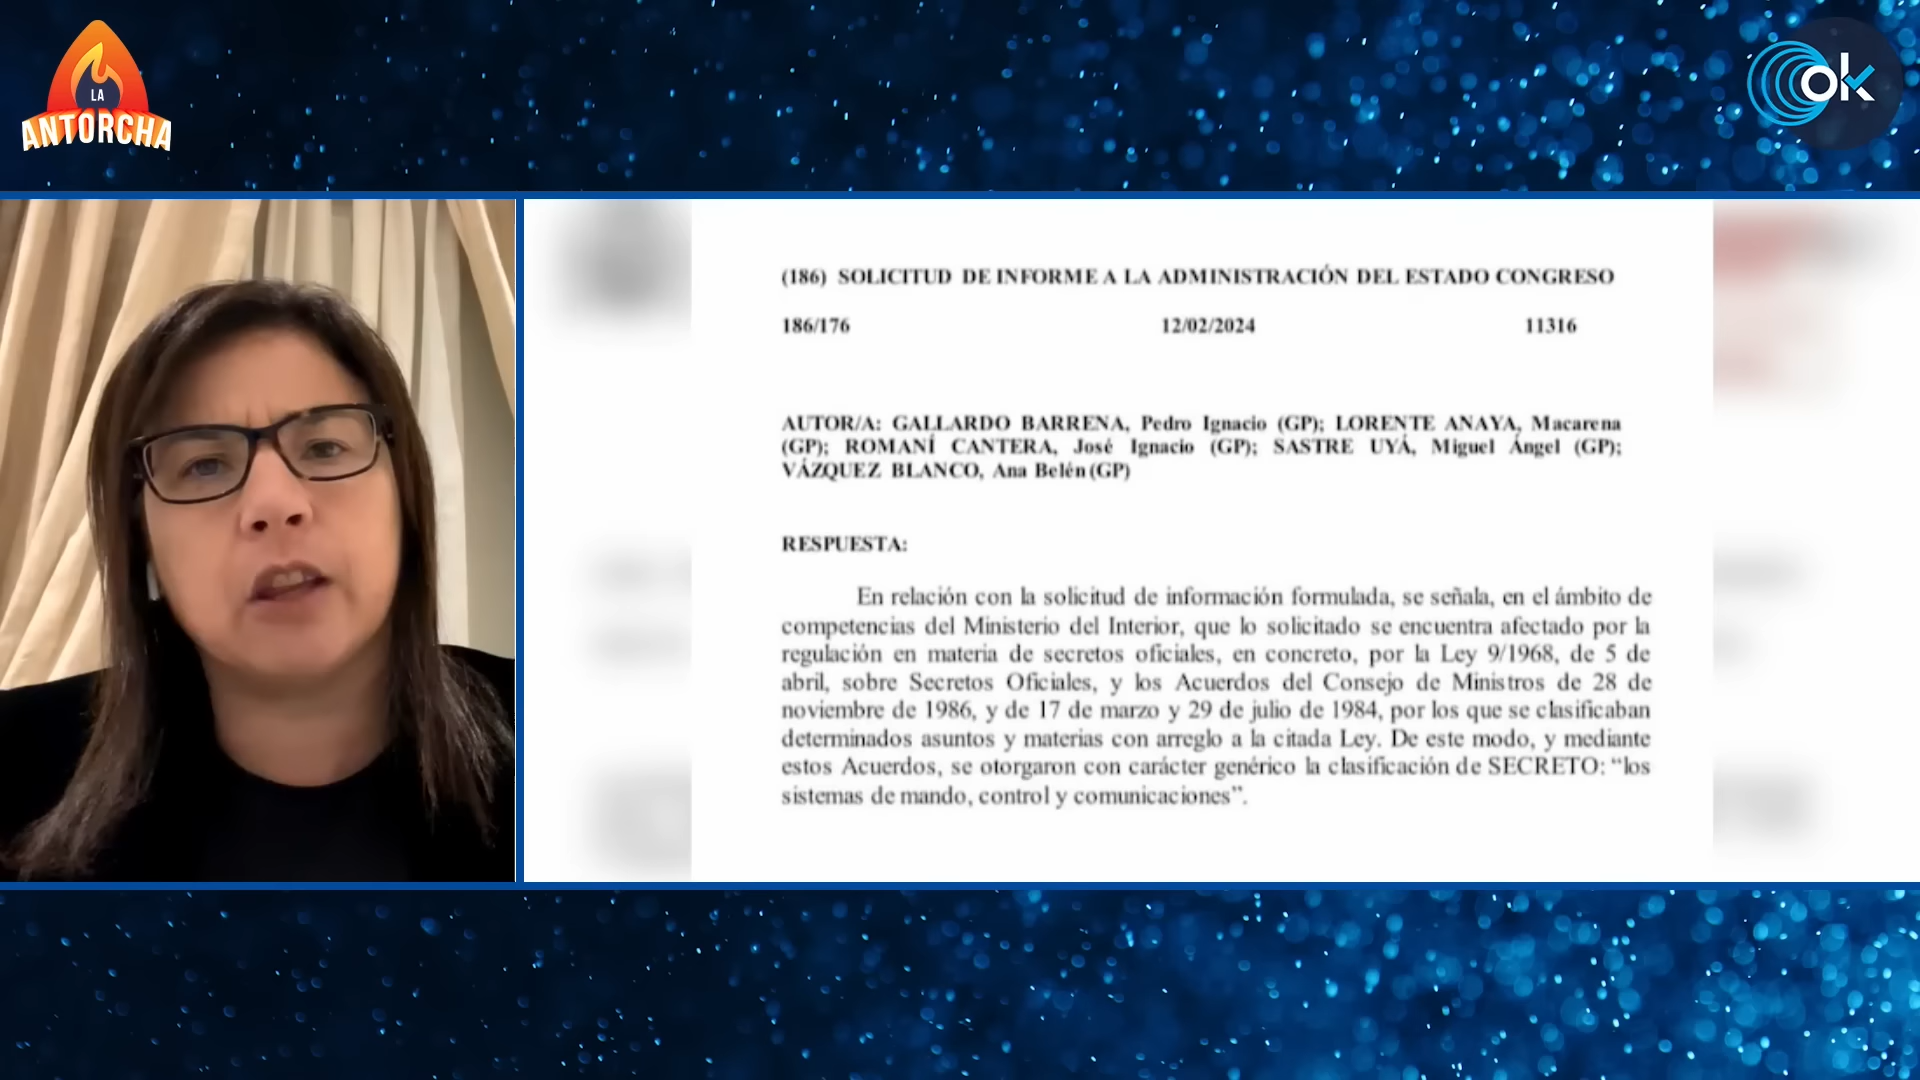 LA
ANTORCHA
ok
(186) SOLICITUD DE INFORME A LA ADMINISTRACIÓN DEL ESTADO CONGRESO
186/176 12/02/2024 11316
AUTOR/A: GALLARDO BARRENA, Pedro Ignacio (GP); LORENTE ANAYA, Macarena
(GP); ROMANÍ CANTERA, José Ignacio (GP); SASTRE UYÁ, Miguel Ángel (GP);
VÁZQUEZ BLANCO, Ana Belén (GP)
RESPUESTA:
En relación con la solicitud de información formulada, se señala, en el ámbito de
competencias del Ministerio del Interior, que lo solicitado se encuentra afectado por la
regulación en materia de secretos oficiales, en concreto, por la Ley 9/1968, de 5 de
abril, sobre Secretos Oficiales, y los Acuerdos del Consejo de Ministros de 28 de
noviembre de 1986, y de 17 de marzo y 29 de julio de 1984, por los que se clasificaban
determinados asuntos y materias con arreglo a la citada Ley. De este modo, y mediante
estos Acuerdos, se otorgaron con carácter genérico la clasificación de SECRETO: “los
sistemas de mando, control y comunicaciones”.